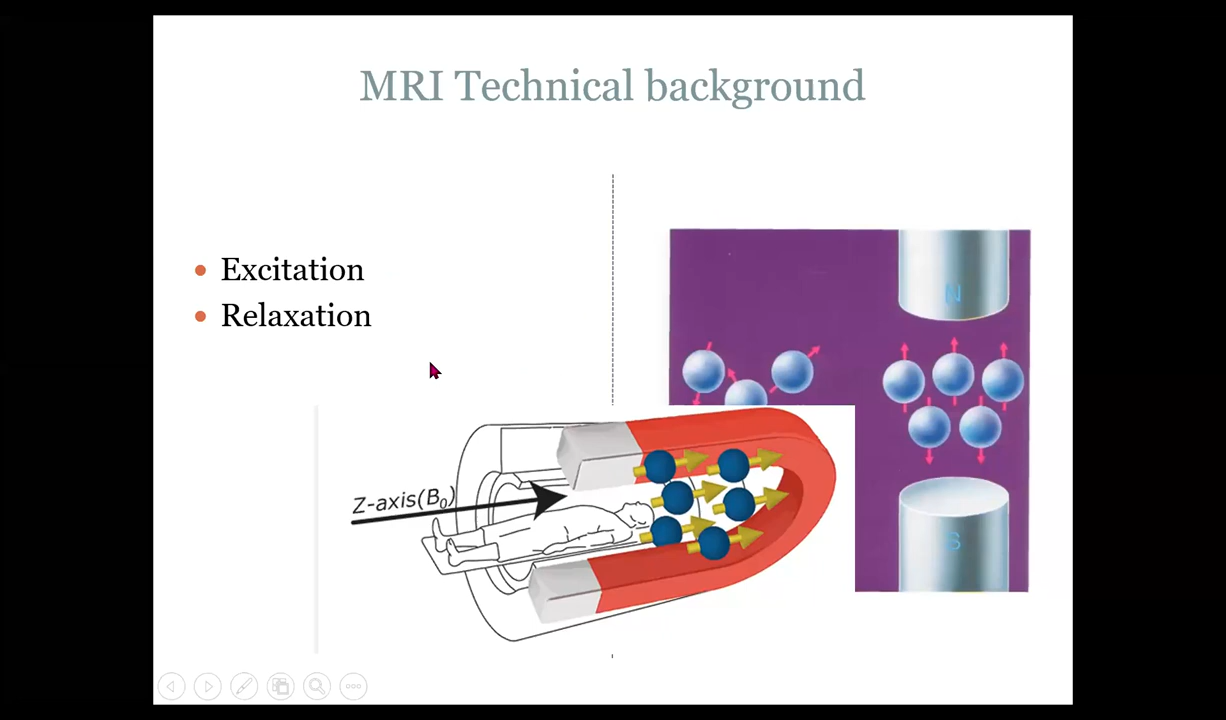 MRI Technical background
Excitation
Relaxation
N
Z-axis(B₀)
S